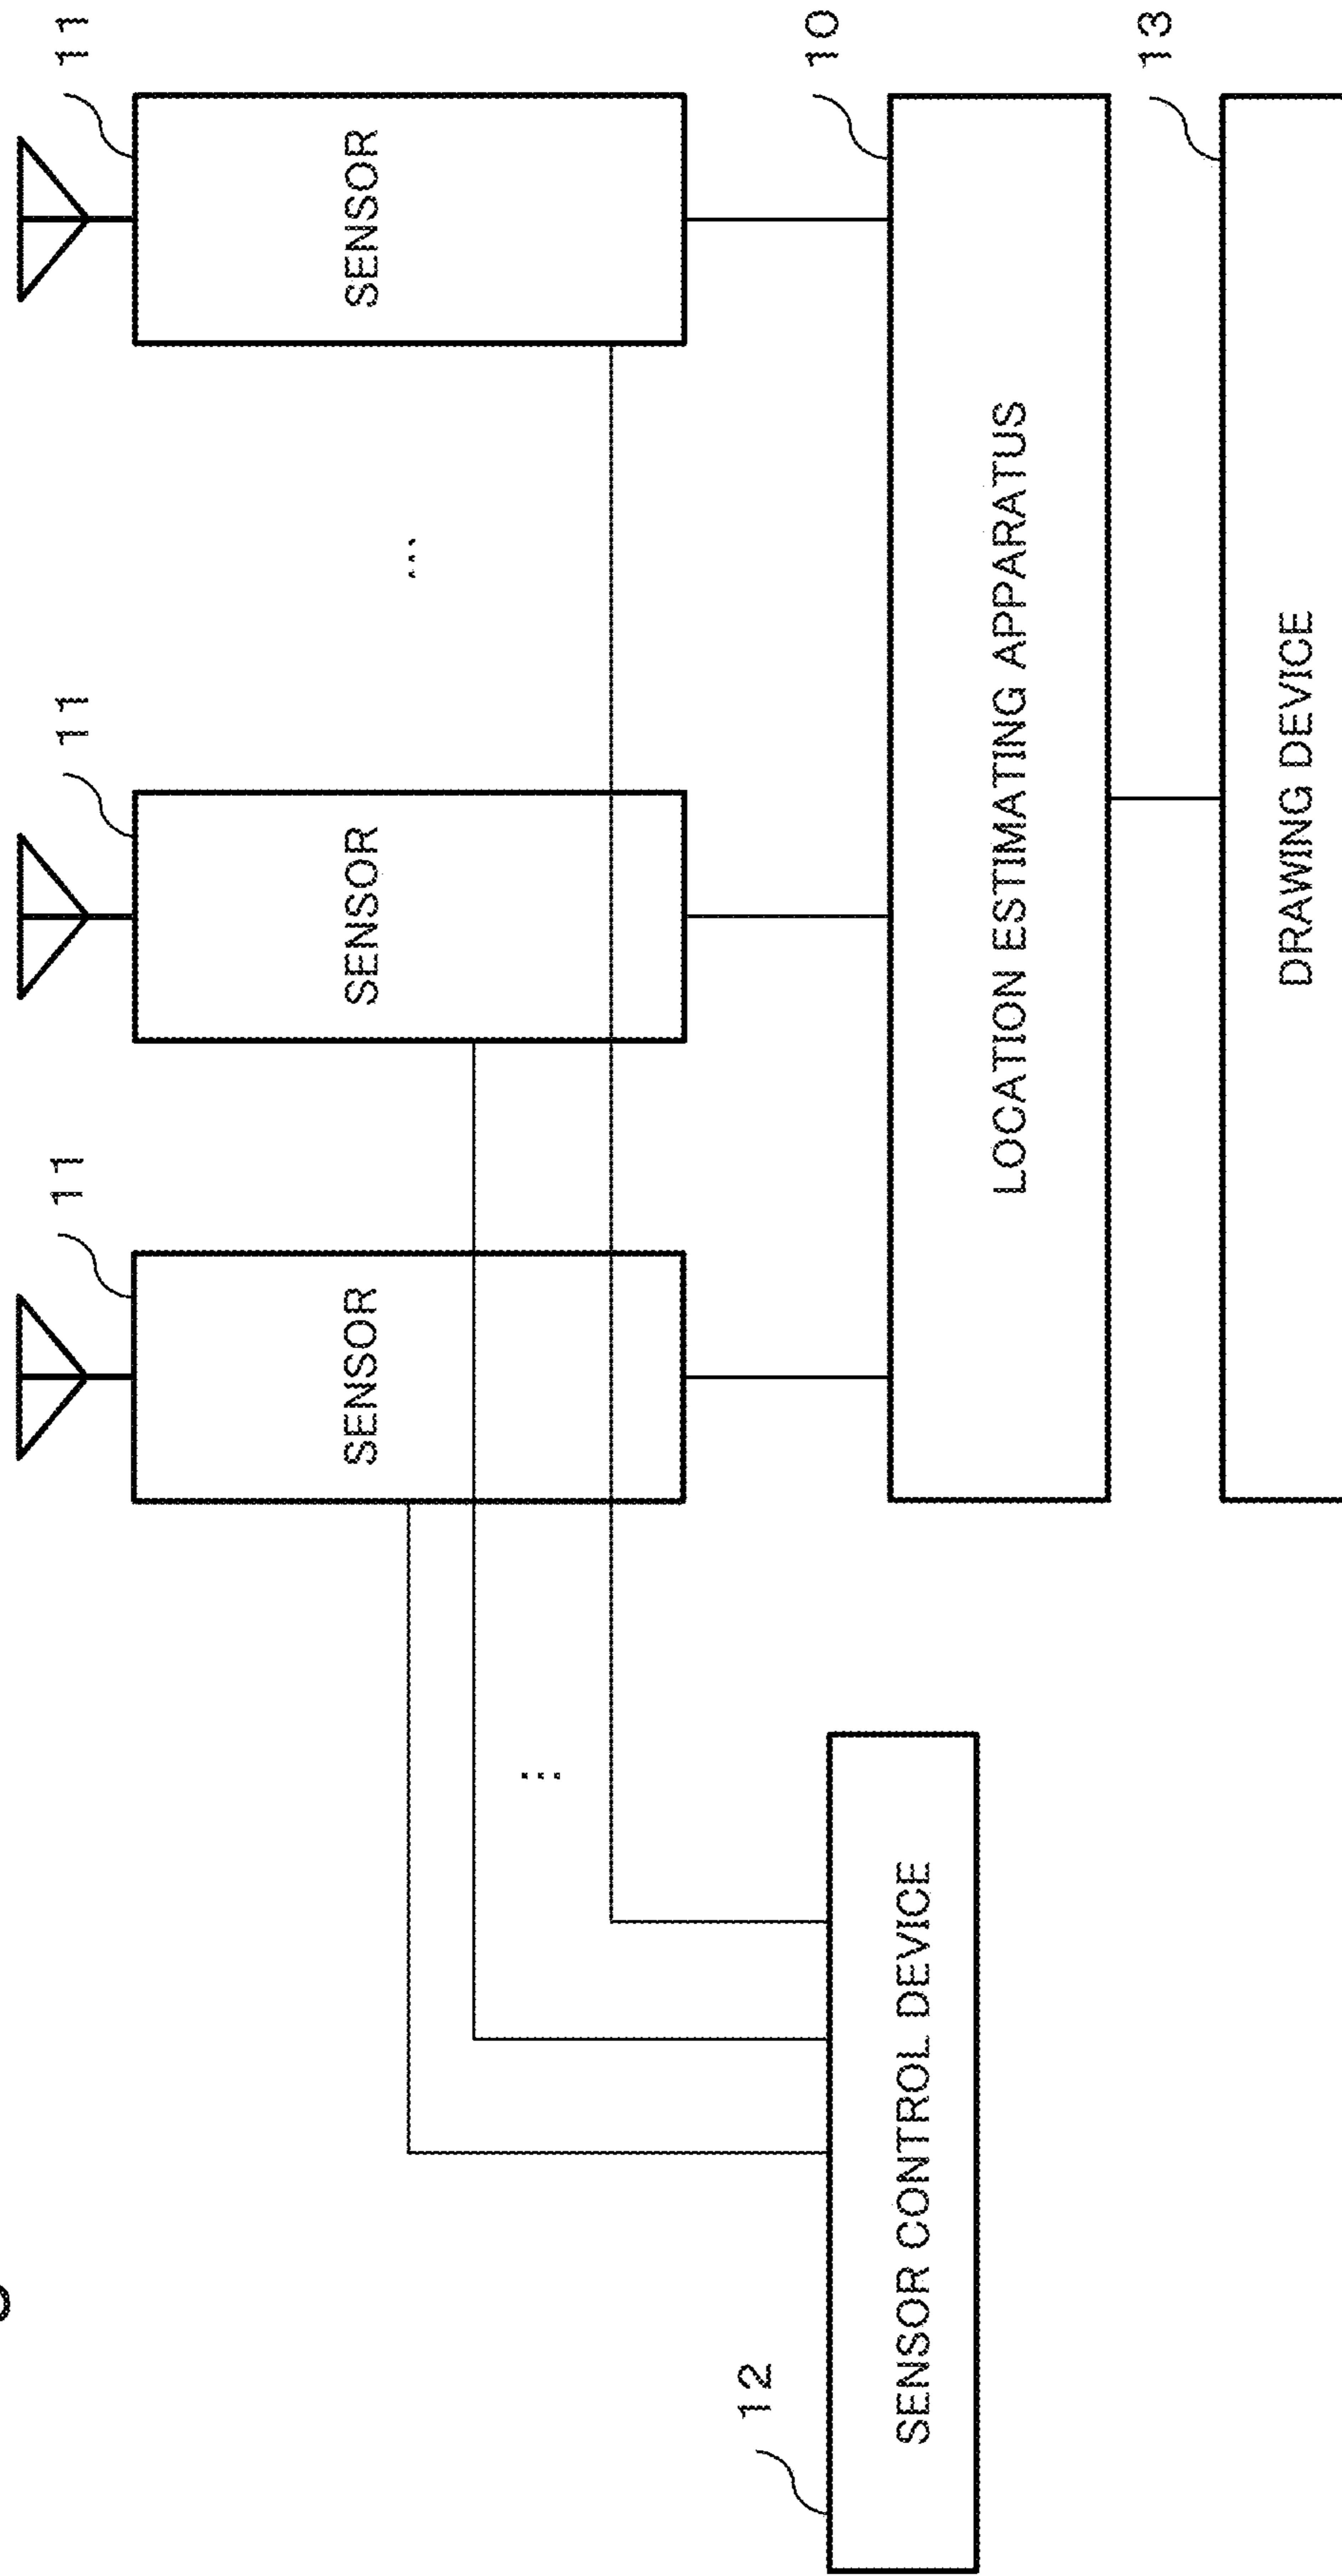 11
11
11
SENSOR
SENSOR
...
SENSOR
...
12
10
SENSOR CONTROL DEVICE
LOCATION ESTIMATING APPARATUS
13
DRAWING DEVICE